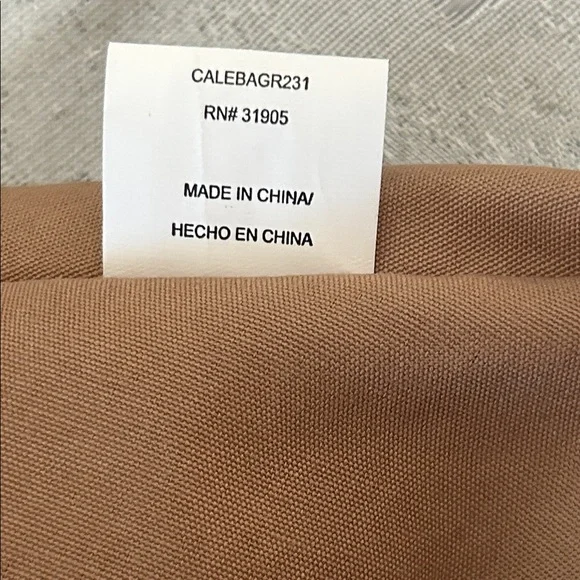 CALEBAGR231
RN# 31905
MADE IN CHINA/
HECHO EN CHINA